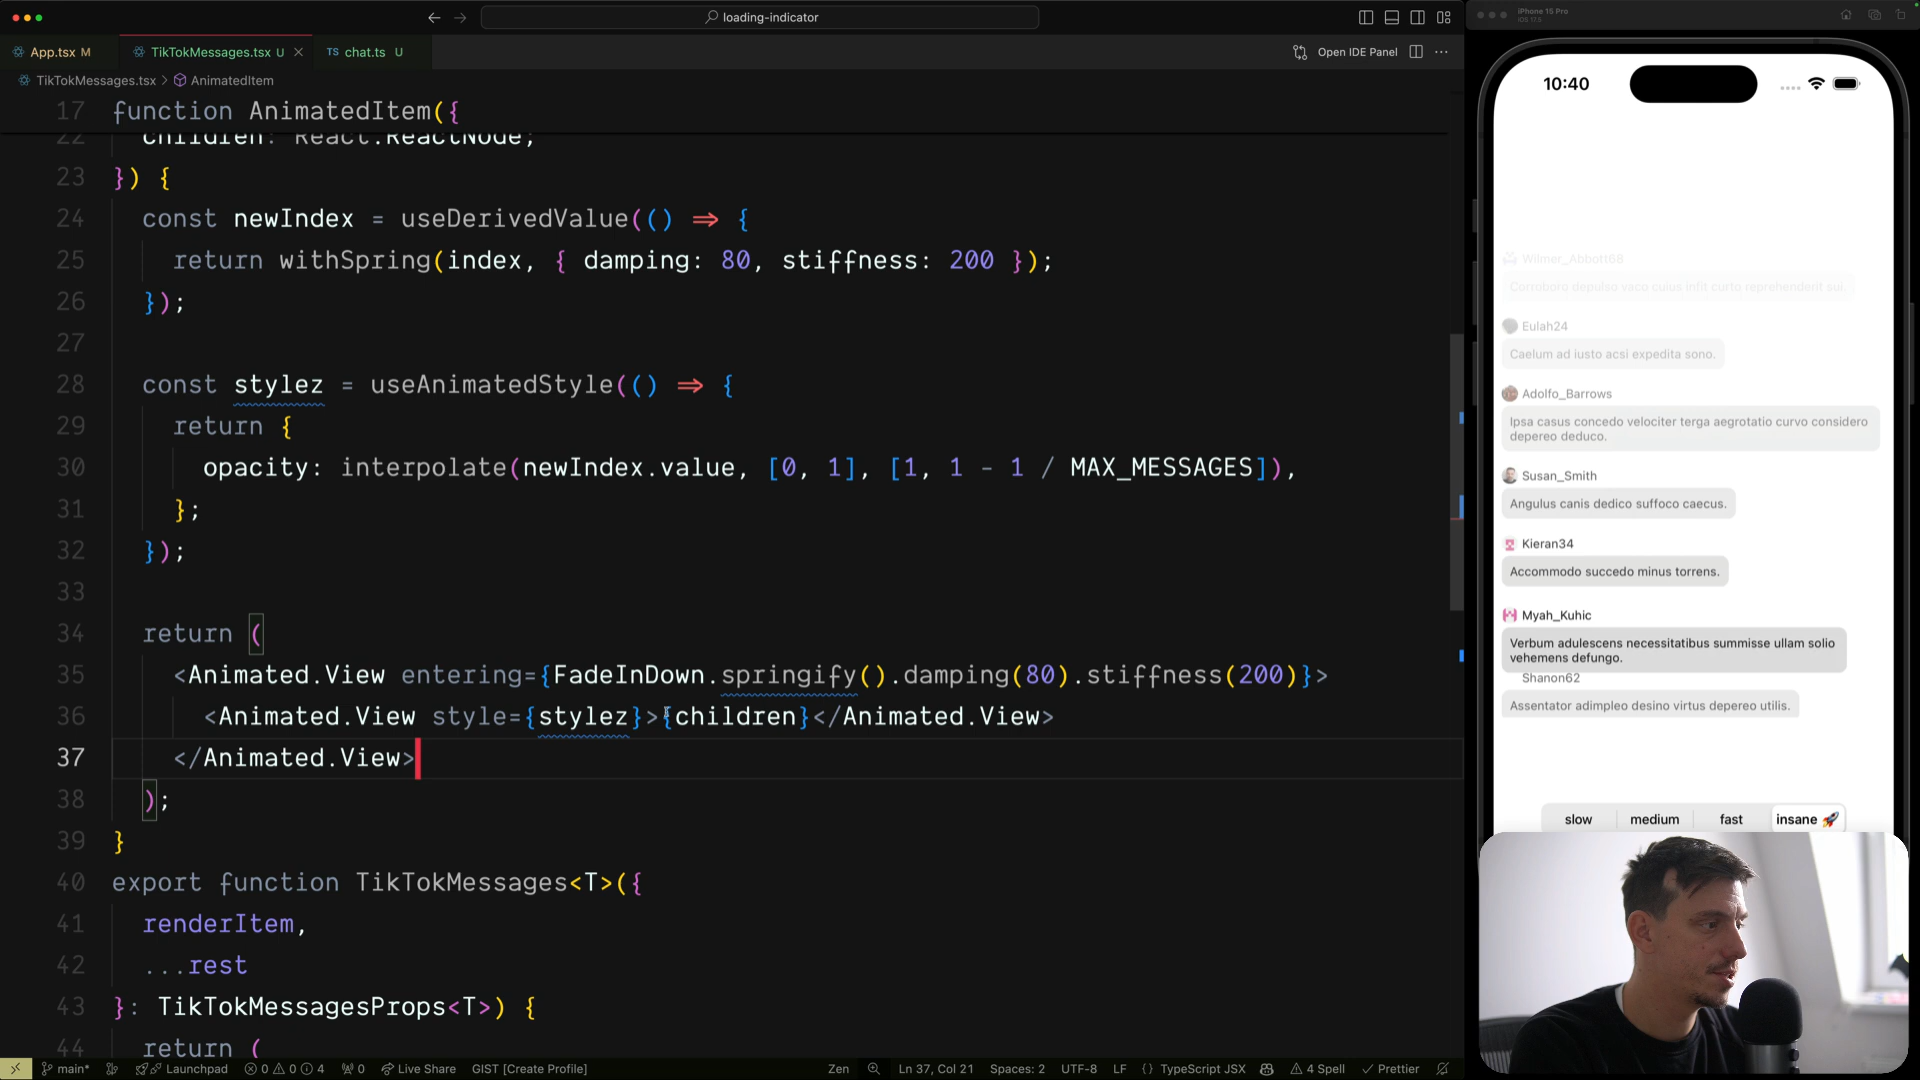 loading-indicator
App.tsx M
TikTokMessages.tsx U
TS chat.ts U
Open IDE Panel
TikTokMessages.tsx > AnimatedItem
17 function AnimatedItem({
22 children: React.ReactNode;
23 }) {
24 const newIndex = useDerivedValue(() => {
25 return withSpring(index, { damping: 80, stiffness: 200 });
26 });
27
28 const stylez = useAnimatedStyle(() => {
29 return {
30 opacity: interpolate(newIndex.value, [0, 1], [1, 1 - 1 / MAX_MESSAGES]),
31 };
32 });
33
34 return (
35 <Animated.View entering={FadeInDown.springify().damping(80).stiffness(200)}>
36 <Animated.View style={stylez}>{children}</Animated.View>
37 </Animated.View>
38 );
39 }
40 export function TikTokMessages<T>({
41 renderItem,
42 ...rest
43 }: TikTokMessagesProps<T>) {
44 return (
main*
Launchpad
0 0 4
0
Live Share
GIST [Create Profile]
Zen
Ln 37, Col 21
Spaces: 2
UTF-8
LF
{} TypeScript JSX
4 Spell
Prettier
iPhone 15 Pro
iOS 17.5
10:40
Wilmer_Abbott68
Corroboro depulso vaco cuius infit curto reprehenderit sui.
Eulah24
Caelum ad iusto acsi expedita sono.
Adolfo_Barrows
Ipsa casus concedo velociter terga aegrotatio curvo considero
depereo deduco.
Susan_Smith
Angulus canis dedico suffoco caecus.
Kieran34
Accommodo succedo minus torrens.
Myah_Kuhic
Verbum adulescens necessitatibus summisse ullam solio
vehemens defungo.
Shanon62
Assentator adimpleo desino virtus depereo utilis.
slow
medium
fast
insane 🚀